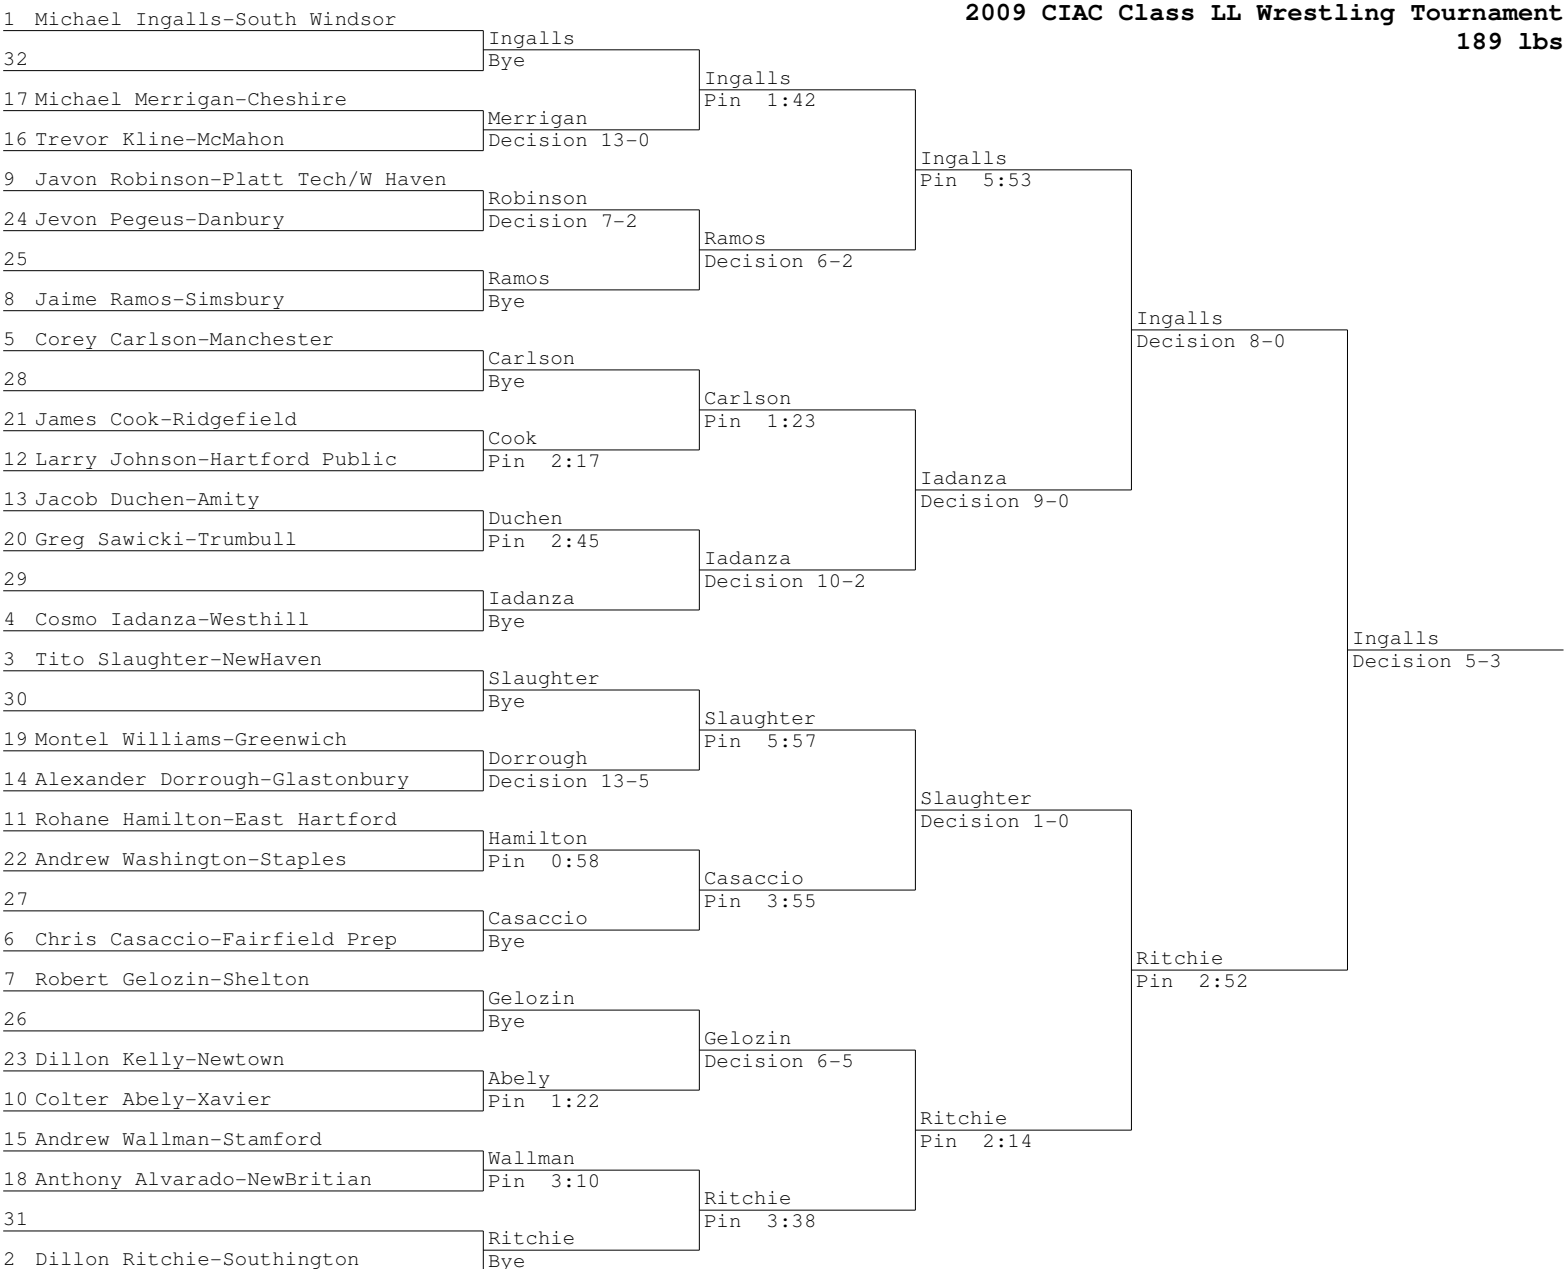 2009 CIAC Class LL Wrestling Tournament
189 lbs
1 Michael Ingalls-South Windsor
Ingalls
32
Bye
Ingalls
17 Michael Merrigan-Cheshire
Pin 1:42
Merrigan
16 Trevor Kline-McMahon
Decision 13-0
Ingalls
9 Javon Robinson-Platt Tech/W Haven
Pin 5:53
Robinson
24 Jevon Pegeus-Danbury
Decision 7-2
Ramos
25
Decision 6-2
Ramos
8 Jaime Ramos-Simsbury
Bye
Ingalls
5 Corey Carlson-Manchester
Decision 8-0
Carlson
28
Bye
Carlson
21 James Cook-Ridgefield
Pin 1:23
Cook
12 Larry Johnson-Hartford Public
Pin 2:17
Iadanza
13 Jacob Duchen-Amity
Decision 9-0
Duchen
20 Greg Sawicki-Trumbull
Pin 2:45
Iadanza
29
Decision 10-2
Iadanza
4 Cosmo Iadanza-Westhill
Bye
Ingalls
3 Tito Slaughter-NewHaven
Decision 5-3
Slaughter
30
Bye
Slaughter
19 Montel Williams-Greenwich
Pin 5:57
Dorrough
14 Alexander Dorrough-Glastonbury
Decision 13-5
Slaughter
11 Rohane Hamilton-East Hartford
Decision 1-0
Hamilton
22 Andrew Washington-Staples
Pin 0:58
Casaccio
27
Pin 3:55
Casaccio
6 Chris Casaccio-Fairfield Prep
Bye
Ritchie
7 Robert Gelozin-Shelton
Pin 2:52
Gelozin
26
Bye
Gelozin
23 Dillon Kelly-Newtown
Decision 6-5
Abely
10 Colter Abely-Xavier
Pin 1:22
Ritchie
15 Andrew Wallman-Stamford
Pin 2:14
Wallman
18 Anthony Alvarado-NewBritian
Pin 3:10
Ritchie
31
Pin 3:38
Ritchie
2 Dillon Ritchie-Southington
Bye